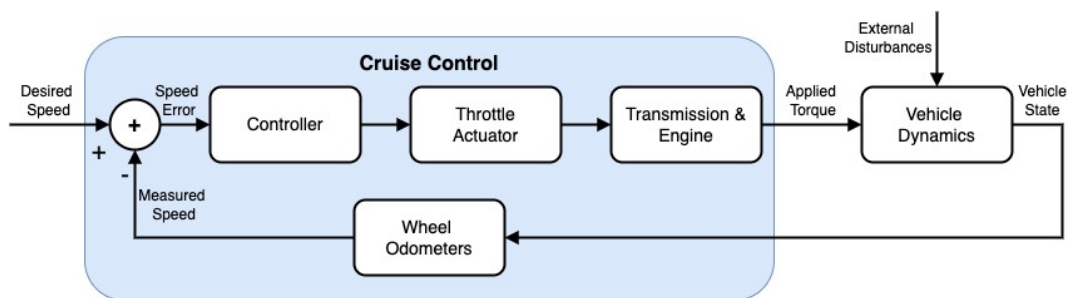 External
Disturbances
Cruise Control
Desired
Speed
Speed
Error
+
Controller
Throttle
Actuator
Transmission &
Engine
Applied
Torque
Vehicle
Dynamics
Vehicle
State
+
-
Measured
Speed
Wheel
Odometers